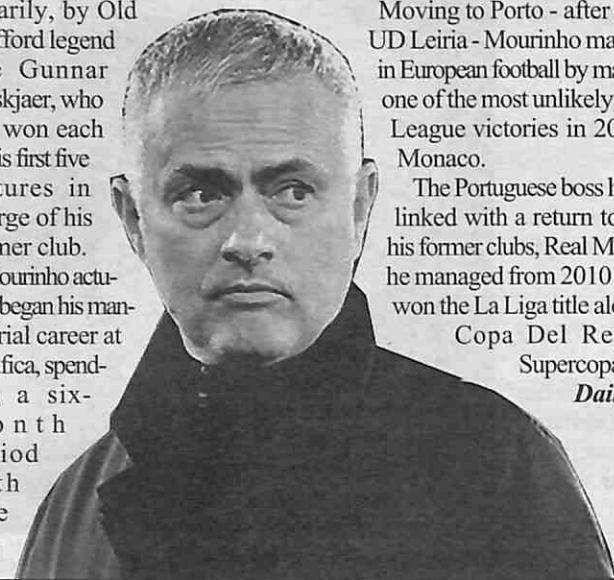 arily, by Old
fford legend
Gunnar
skjaer, who
won each
is first five
tures in
rge of his
mer club.
ourinho actu-
began his man-
rial career at
fica, spend-
a six-
onth
iod
th
e
Moving to Porto - after
UD Leiria - Mourinho ma
in European football by ma
one of the most unlikely
League victories in 20
Monaco.
The Portuguese boss h
linked with a return to
his former clubs, Real M
he managed from 2010
won the La Liga title alo
Copa Del Re
Supercopa
Dai